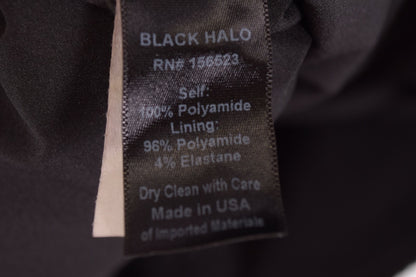 BLACK HALO
RN# 156523
Self:
100% Polyamide
Lining:
96% Polyamide
4% Elastane
Dry Clean with Care
Made in USA
of Imported Materials